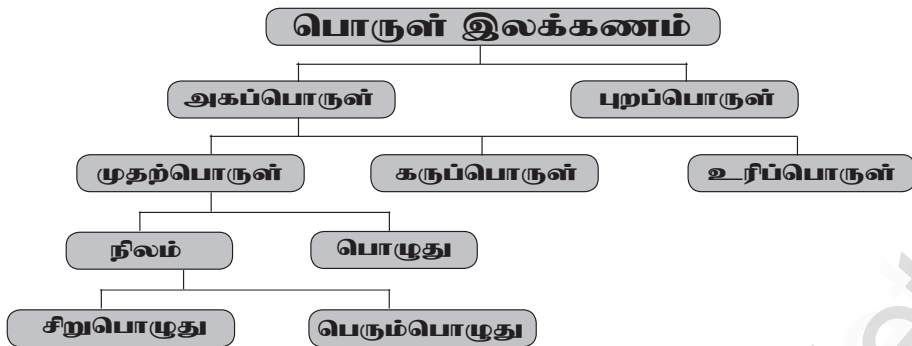 பொருள் இலக்கணம்
அகப்பொருள் புறப்பொருள்
முதற்பொருள் கருப்பொருள் உரிப்பொருள்
நிலம் பொழுது
சிறுபொழுது பெரும்பொழுது